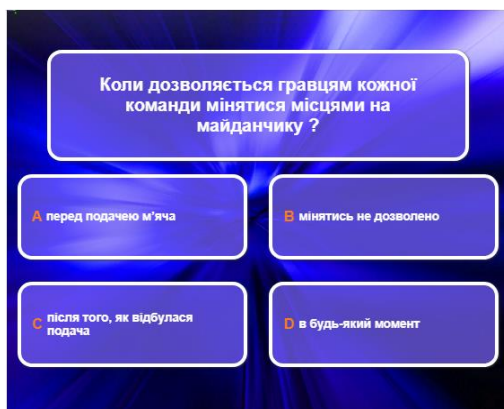 Коли дозволяється гравцям кожної
команди мінятися місцями на
майданчику ?
A перед подачею м'яча
B мінятись не дозволено
C після того, як відбулася
подача
D в будь-який момент